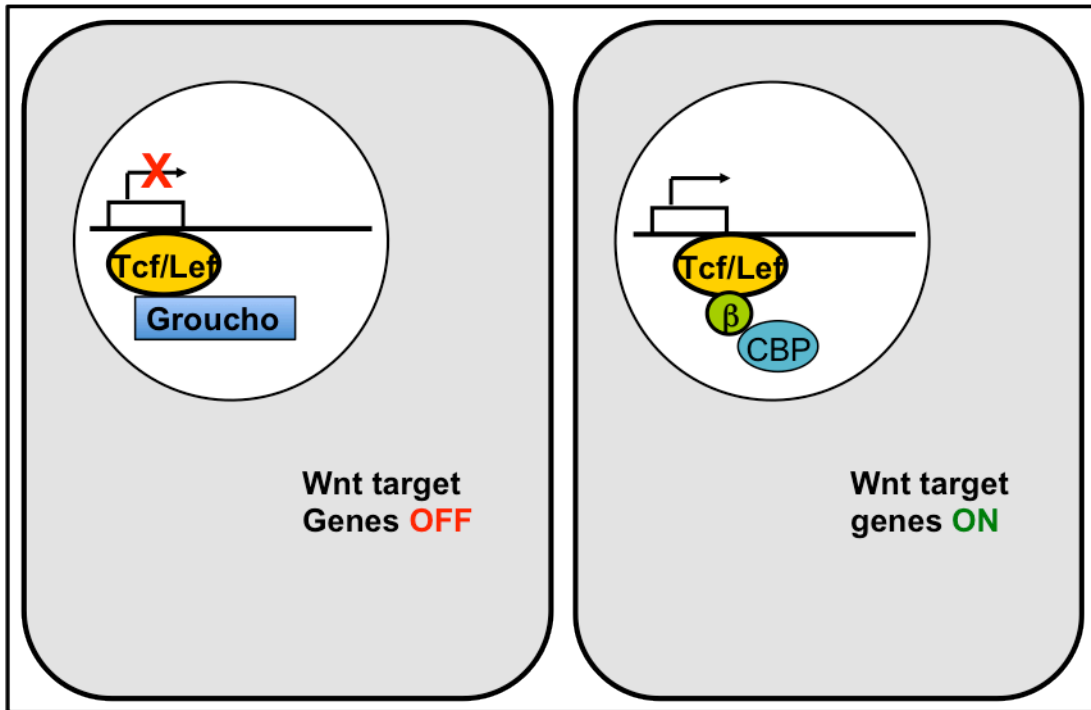 X
Tcf/Lef
Groucho
Wnt target
Genes OFF
Tcf/Lef
β
CBP
Wnt target
genes ON